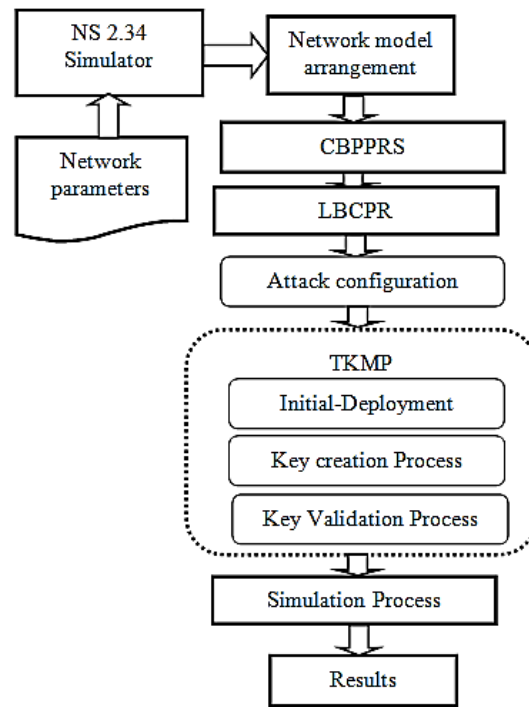 NS 2.34
Simulator
Network model
arrangement
Network
parameters
CBPPRS
LBCPR
Attack configuration
TKMP
Initial-Deployment
Key creation Process
Key Validation Process
Simulation Process
Results